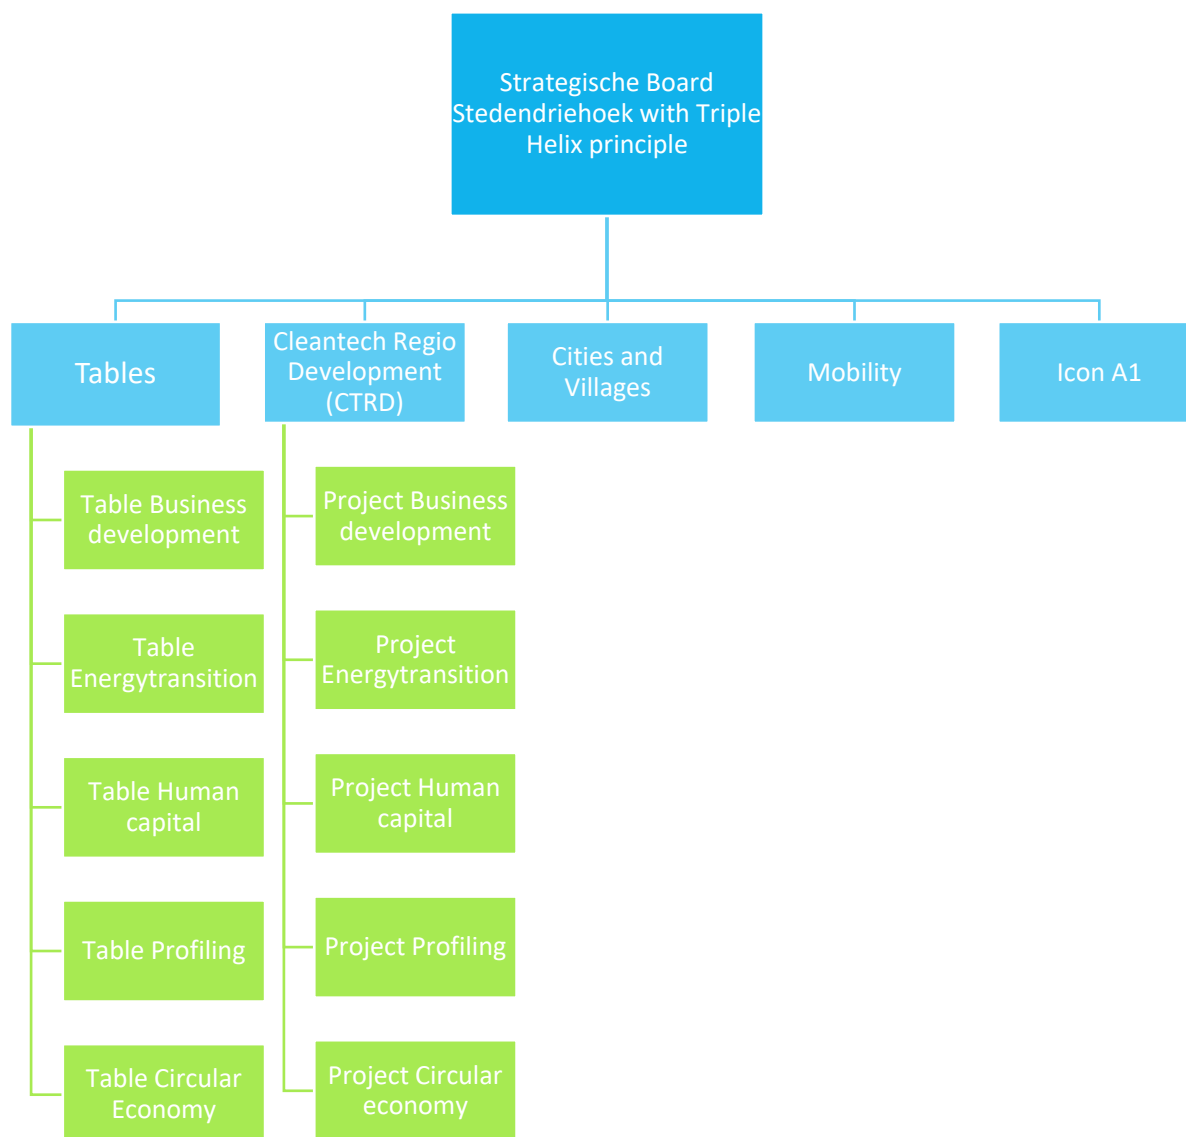 Strategische Board
Stedendriehoek with Triple
Helix principle
Tables
Cleantech Regio
Development
(CTRD)
Cities and
Villages
Mobility
Icon A1
Table Business
development
Table
Energytransition
Table Human
capital
Table Profiling
Table Circular
Economy
Project Business
development
Project
Energytransition
Project Human
capital
Project Profiling
Project Circular
economy